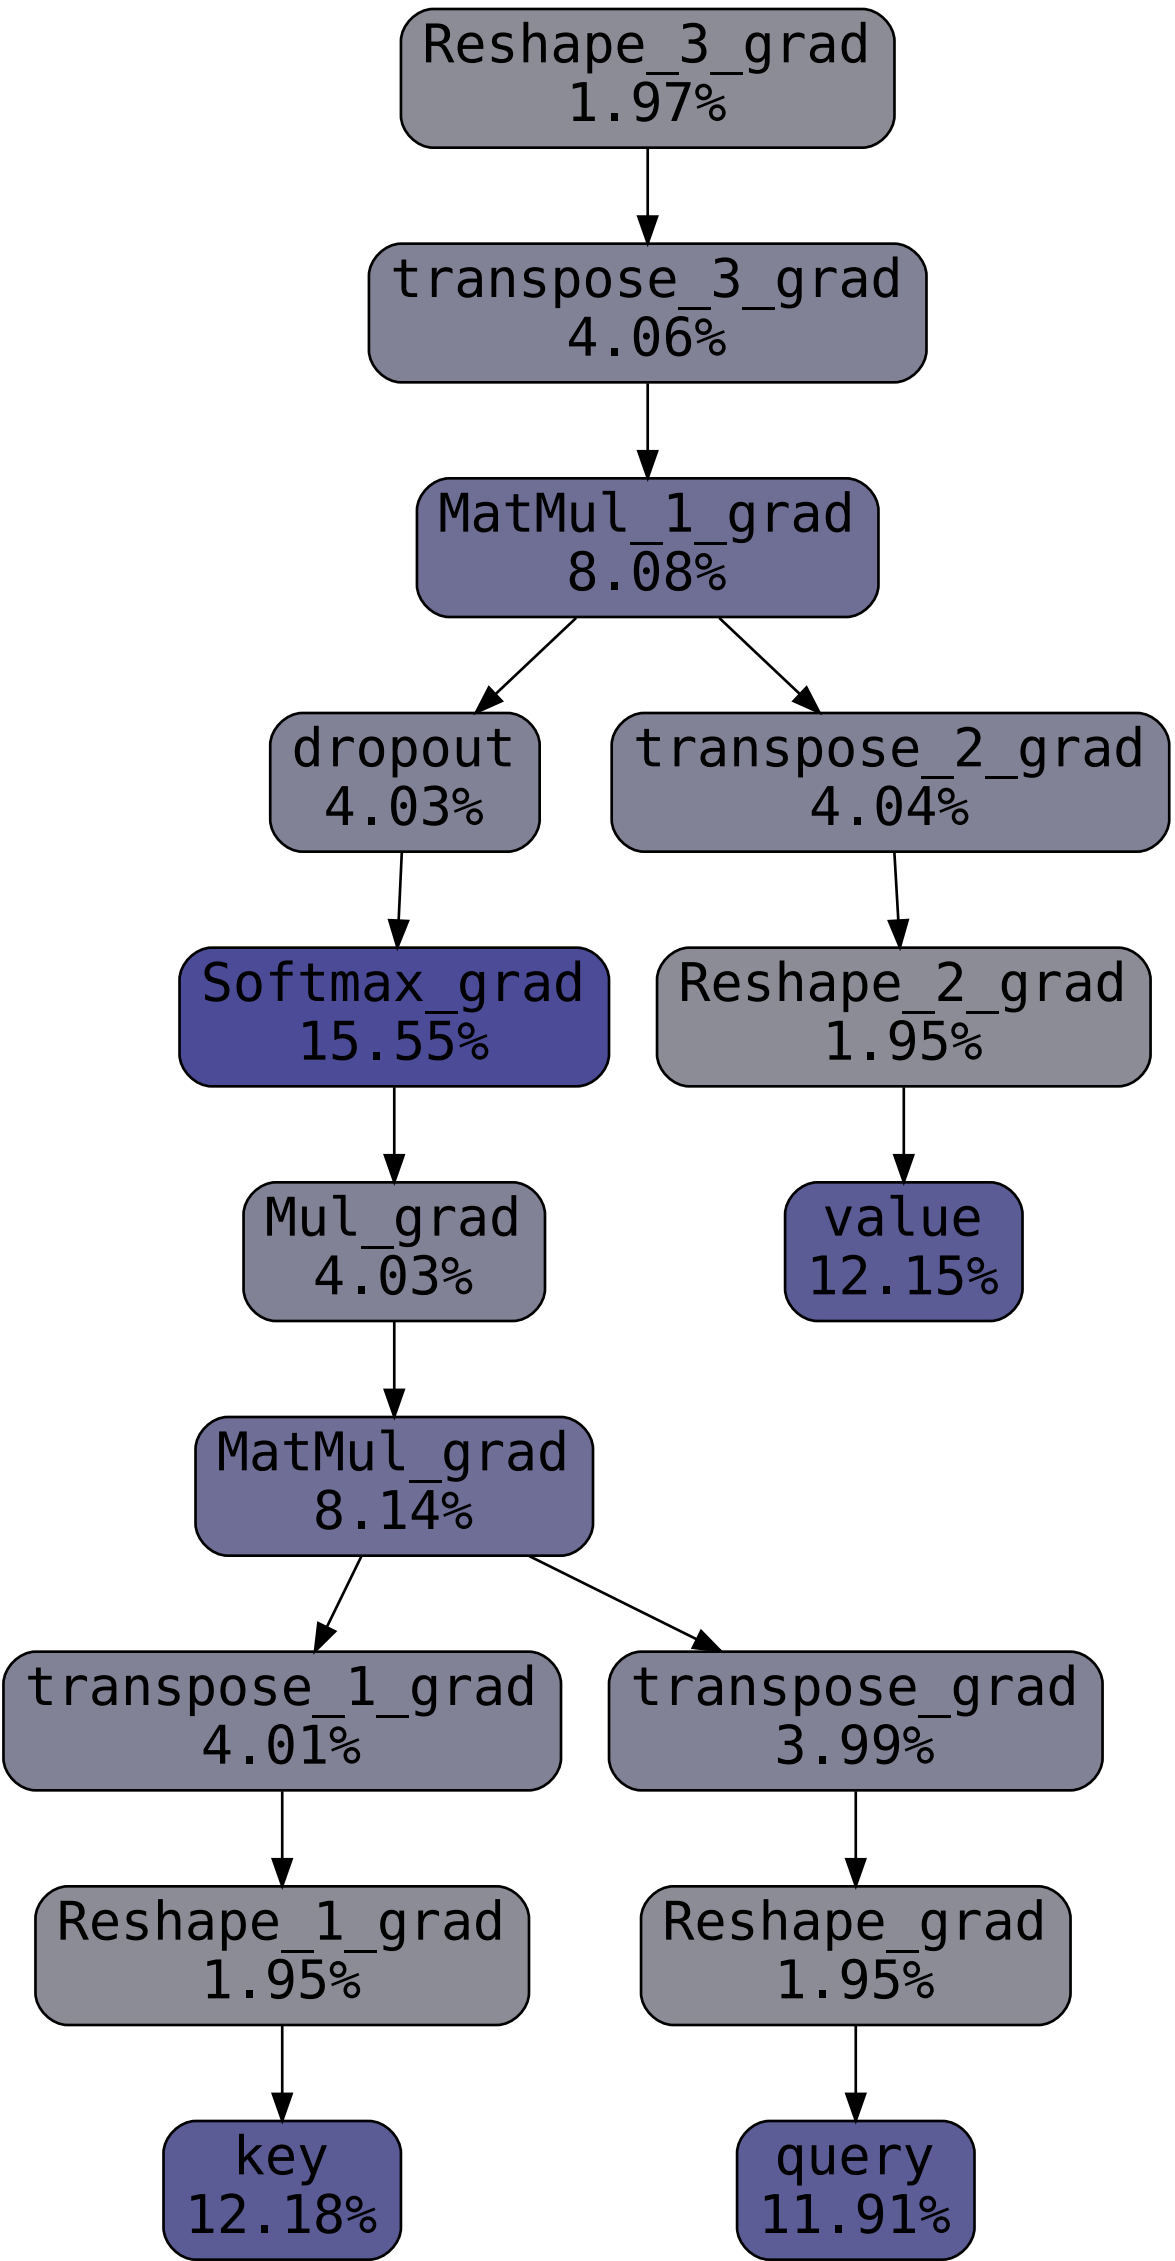 Reshape_3_grad
1.97%
transpose_3_grad
4.06%
MatMul_1_grad
8.08%
dropout
4.03%
transpose_2_grad
4.04%
Softmax_grad
15.55%
Reshape_2_grad
1.95%
Mul_grad
4.03%
value
12.15%
MatMul_grad
8.14%
transpose_1_grad
4.01%
transpose_grad
3.99%
Reshape_1_grad
1.95%
Reshape_grad
1.95%
key
12.18%
query
11.91%